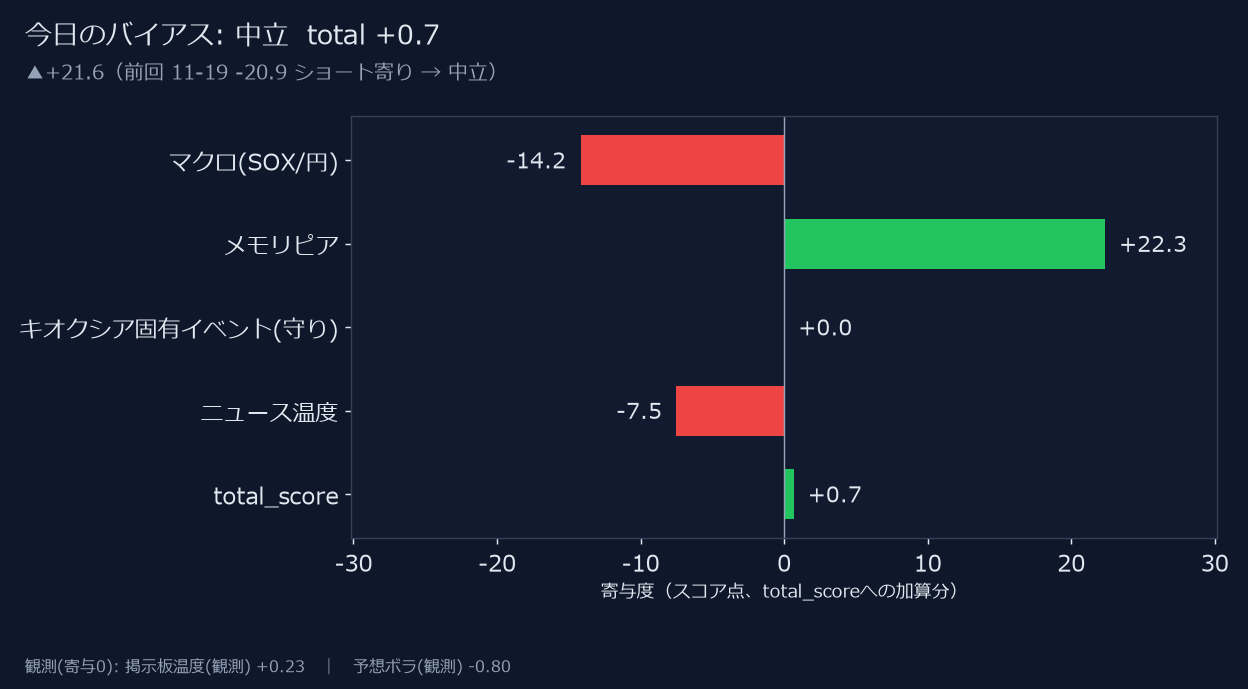 今日のバイアス: 中立 total +0.7
▲+21.6（前回 11-19 -20.9 ショート寄り → 中立）
マクロ(SOX/円)
-14.2
メモリピア
+22.3
キオクシア固有イベント(守り)
+0.0
ニュース温度
-7.5
total_score
+0.7
-30 -20 -10 0 10 20 30
寄与度（スコア点、total_scoreへの加算分）
観測(寄与0): 掲示板温度(観測) +0.23 | 予想ボラ(観測) -0.80